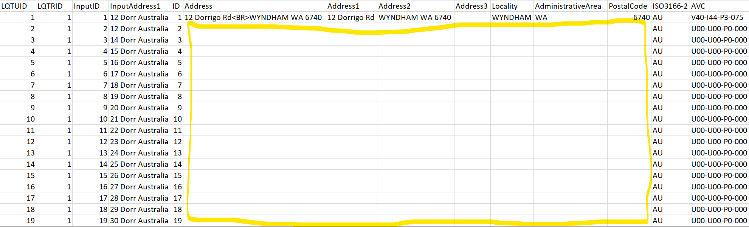 LQTUID LQTRID InputID InputAddress1 ID Address Address1 Address2 Address3 Locality AdministrativeArea PostalCode ISO3166-2 AVC
1 1 1 12 Dorr Australia 1 12 Dorrigo Rd<BR>WYNDHAM WA 6740 12 Dorrigo Rd WYNDHAM WA 6740 WYNDHAM WA 6740 AU V40-I44-P3-075
2 1 1 12 Dorr Australia 2 AU U00-U00-P0-000
3 1 3 14 Dorr Australia 3 AU U00-U00-P0-000
4 1 4 15 Dorr Australia 4 AU U00-U00-P0-000
5 1 5 16 Dorr Australia 5 AU U00-U00-P0-000
6 1 6 17 Dorr Australia 6 AU U00-U00-P0-000
7 1 7 18 Dorr Australia 7 AU U00-U00-P0-000
8 1 8 19 Dorr Australia 8 AU U00-U00-P0-000
9 1 9 20 Dorr Australia 9 AU U00-U00-P0-000
10 1 10 21 Dorr Australia 10 AU U00-U00-P0-000
11 1 11 22 Dorr Australia 11 AU U00-U00-P0-000
12 1 12 23 Dorr Australia 12 AU U00-U00-P0-000
13 1 13 24 Dorr Australia 13 AU U00-U00-P0-000
14 1 14 25 Dorr Australia 14 AU U00-U00-P0-000
15 1 15 26 Dorr Australia 15 AU U00-U00-P0-000
16 1 16 27 Dorr Australia 16 AU U00-U00-P0-000
17 1 17 28 Dorr Australia 17 AU U00-U00-P0-000
18 1 18 29 Dorr Australia 18 AU U00-U00-P0-000
19 1 19 30 Dorr Australia 19 AU U00-U00-P0-000